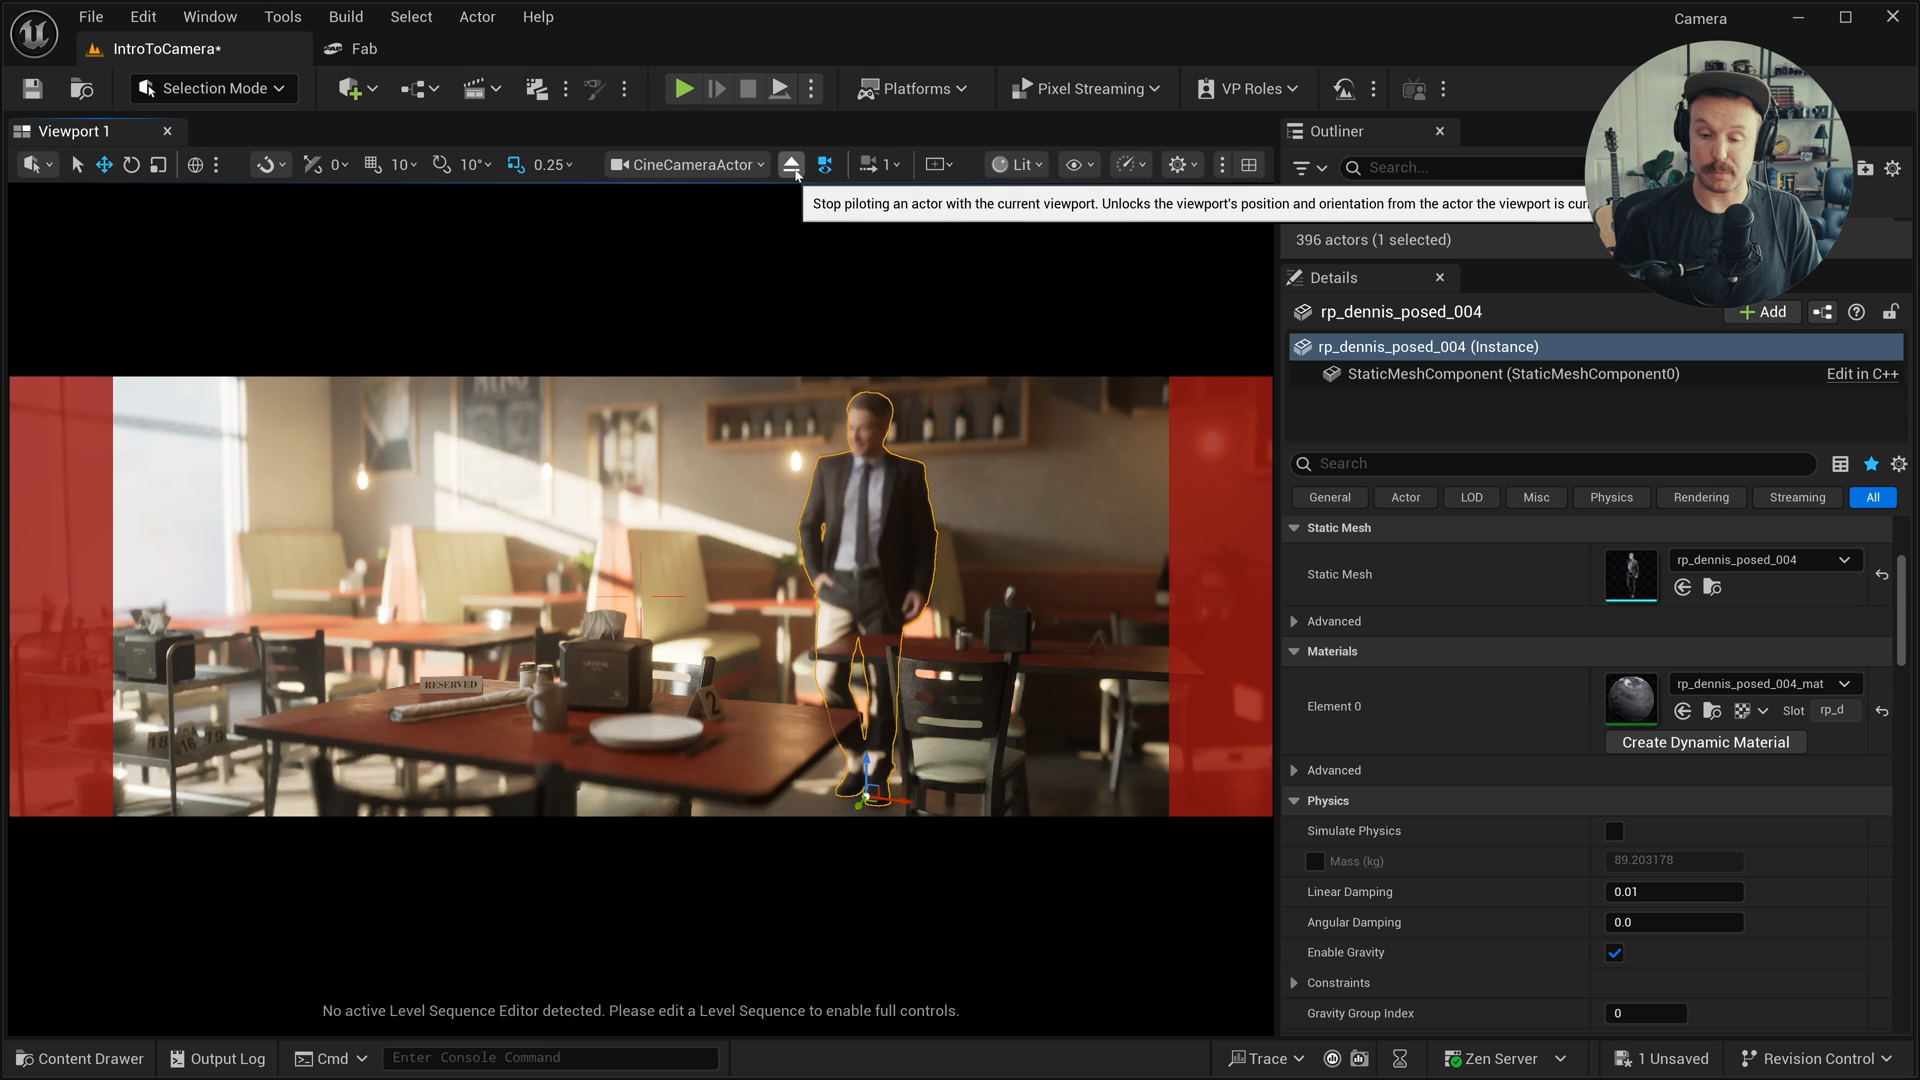 File Edit Window Tools Build Select Actor Help
Camera
IntroToCamera*
Fab
Selection Mode
Platforms
Pixel Streaming
VP Roles
Viewport 1
Outliner
0 10 10° 0.25
CineCameraActor
1
Lit
Search...
Stop piloting an actor with the current viewport. Unlocks the viewport's position and orientation from the actor the viewport is cur
396 actors (1 selected)
Details
rp_dennis_posed_004
Add
rp_dennis_posed_004 (Instance)
StaticMeshComponent (StaticMeshComponent0)
Edit in C++
Search
General Actor LOD Misc Physics Rendering Streaming All
Static Mesh
Static Mesh
rp_dennis_posed_004
Advanced
Materials
Element 0
rp_dennis_posed_004_mat
Slot rp_d
Create Dynamic Material
Advanced
Physics
Simulate Physics
Mass (kg) 89.203178
Linear Damping 0.01
Angular Damping 0.0
Enable Gravity
Constraints
Gravity Group Index 0
RESERVED
CRYSTAL
2
18 16 19
No active Level Sequence Editor detected. Please edit a Level Sequence to enable full controls.
Content Drawer
Output Log
Cmd
Enter Console Command
Trace
Zen Server
1 Unsaved
Revision Control